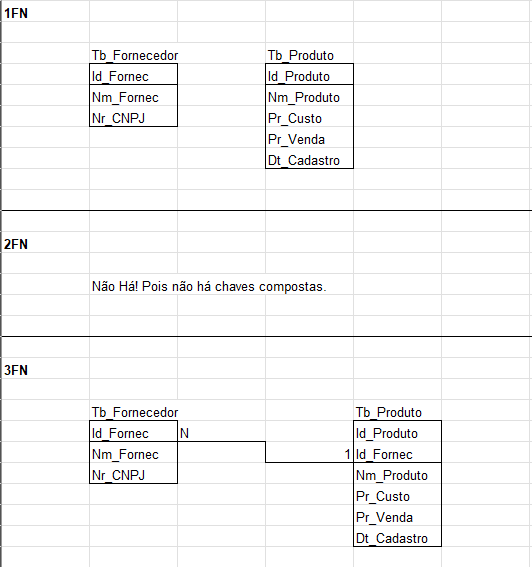 1FN
Tb_Fornecedor Tb_Produto
Id_Fornec Id_Produto
Nm_Fornec Nm_Produto
Nr_CNPJ Pr_Custo
Pr_Venda
Dt_Cadastro
2FN
Não Há! Pois não há chaves compostas.
3FN
Tb_Fornecedor Tb_Produto
Id_Fornec N Id_Produto
Nm_Fornec 1 Id_Fornec
Nr_CNPJ Nm_Produto
Pr_Custo
Pr_Venda
Dt_Cadastro